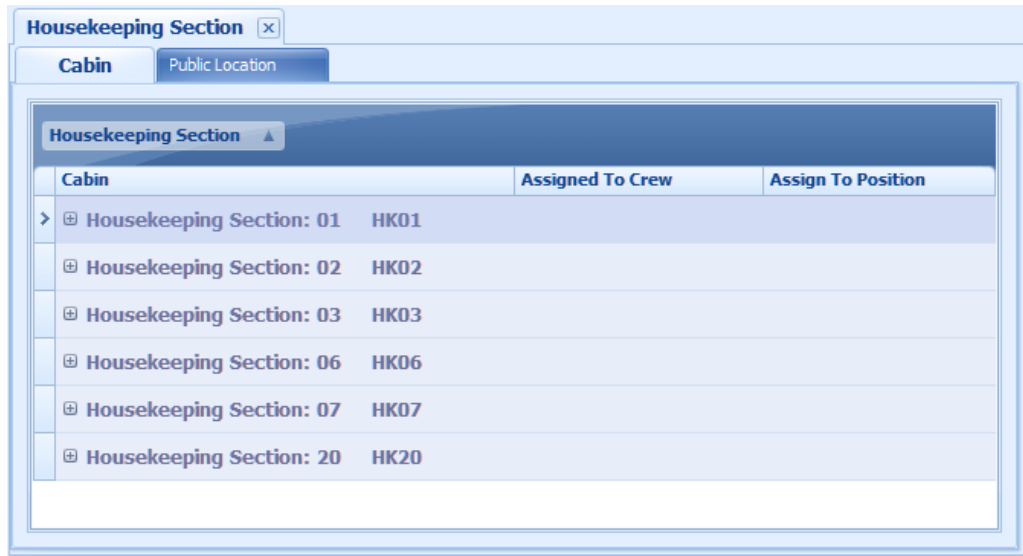 Housekeeping Section
Cabin Public Location
Housekeeping Section
Cabin Assigned To Crew Assign To Position
Housekeeping Section: 01 HK01
Housekeeping Section: 02 HK02
Housekeeping Section: 03 HK03
Housekeeping Section: 06 HK06
Housekeeping Section: 07 HK07
Housekeeping Section: 20 HK20